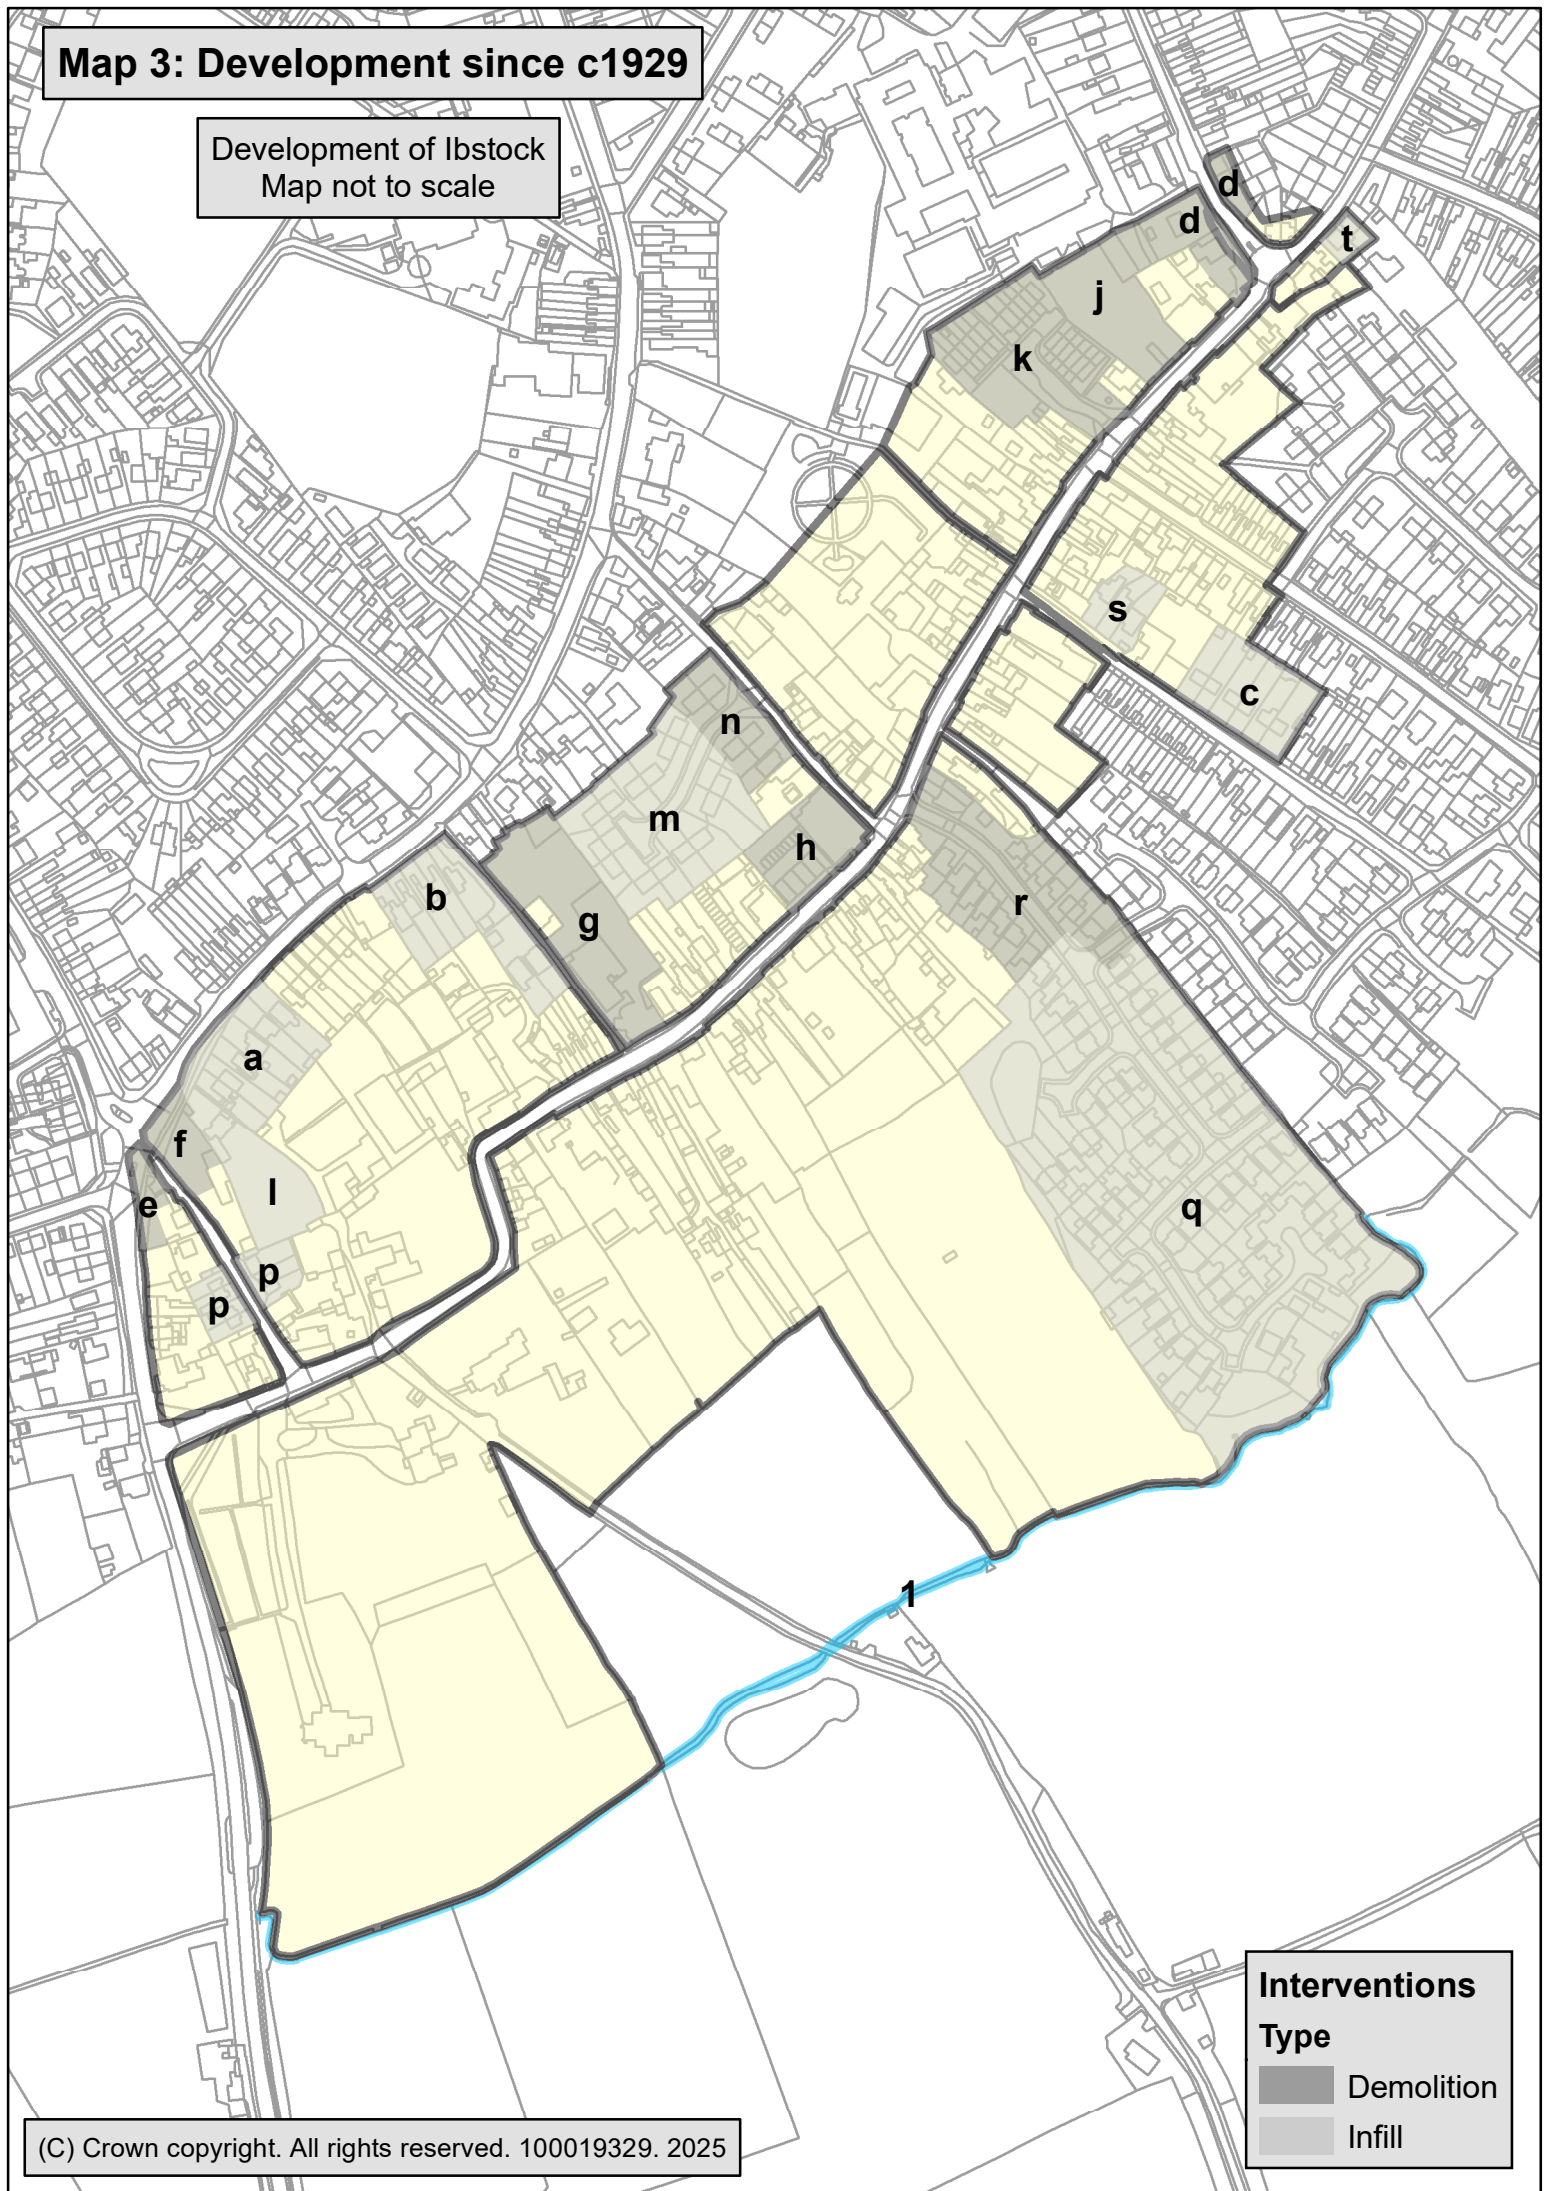 Map 3: Development since c1929
Development of Ibstock
Map not to scale
d
d
t
j
k
s
c
n
m
h
b
g
r
a
f
e
l
p
p
q
1
Interventions
Type
Demolition
Infill
(C) Crown copyright. All rights reserved. 100019329. 2025